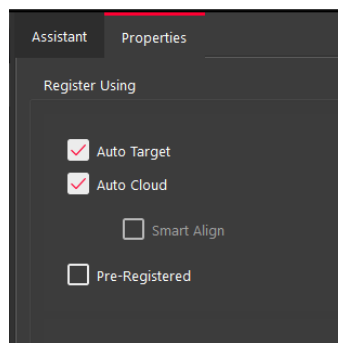 Assistant Properties
Register Using
Auto Target
Auto Cloud
Smart Align
Pre-Registered